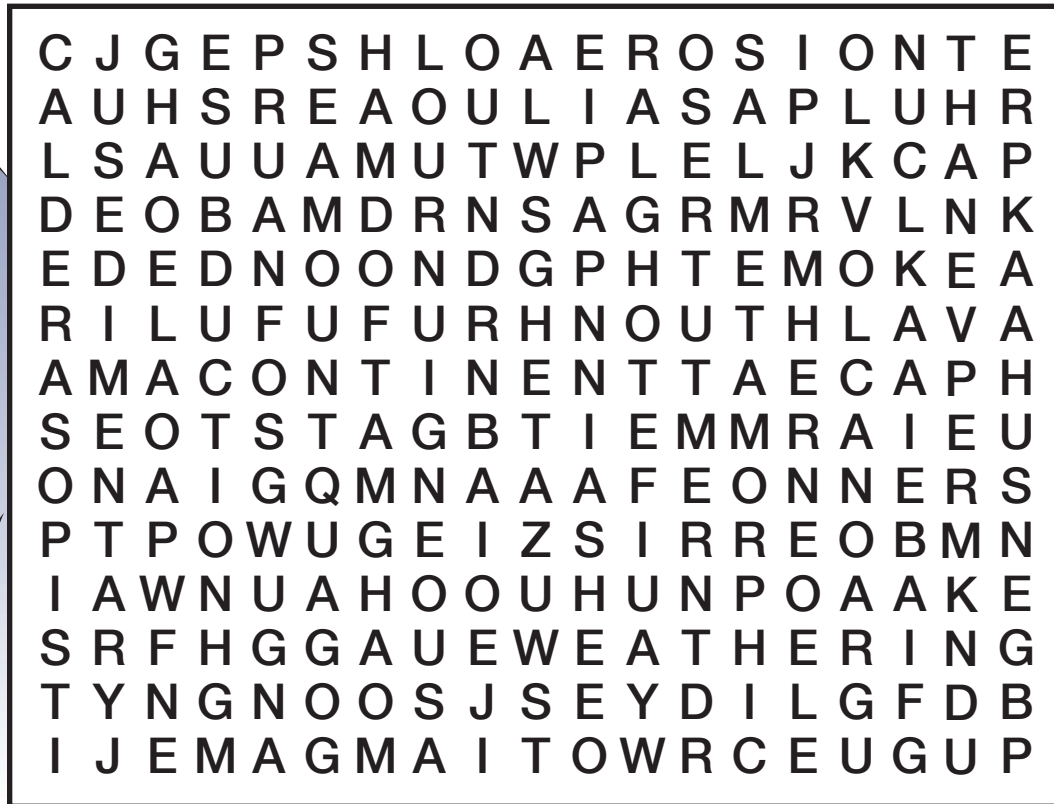 C J G E P S H L O A E R O S I O N T E
A U H S R E A O U L I A S A P L U H R
L S A U U A M U T W P L E L J K C A P
D E O B A M D R N S A G R M R V L N K
E D E D N O O N D G P H T E M O K E A
R I L U F U F U R H N O U T H L A V A
A M A C O N T I N E N T T A E C A P H
S E O T S T A G B T I E M M R A I E U
O N A I G Q M N A A A F E O N N E R S
P T P O W U G E I Z S I R R E O B M N
I A W N U A H O O U H U N P O A A K E
S R F H G G A U E W E A T H E R I N G
T Y N G N O O S J S E Y D I L G F D B
I J E M A G M A I T O W R C E U G U P